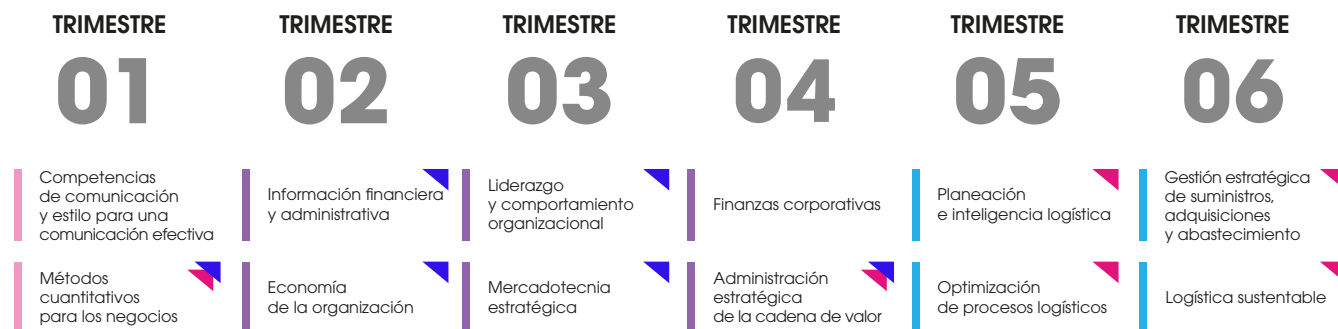 TRIMESTRE
01
Competencias
de comunicación
y estilo para una
comunicación efectiva
Métodos
cuantitativos
para los negocios
TRIMESTRE
02
Información financiera
y administrativa
Economía
de la organización
TRIMESTRE
03
Liderazgo
y comportamiento
organizacional
Mercadotecnia
estratégica
TRIMESTRE
04
Finanzas corporativas
Administración
estratégica
de la cadena de valor
TRIMESTRE
05
Planeación
e inteligencia logística
Optimización
de procesos logísticos
TRIMESTRE
06
Gestión estratégica
de suministros,
adquisiciones
y abastecimiento
Logística sustentable